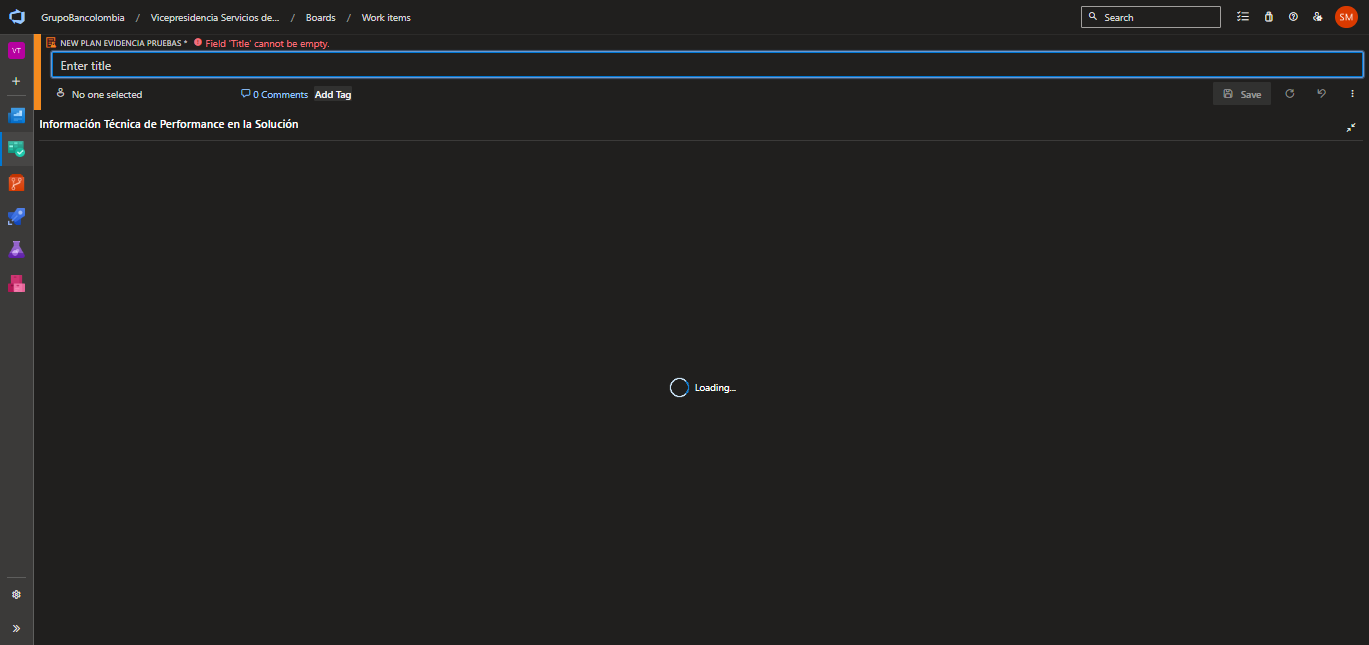 GrupoBancolombia / Vicepresidencia Servicios de... / Boards / Work items Search SM
VT NEW PLAN EVIDENCIA PRUEBAS * Field 'Title' cannot be empty.
Enter title
No one selected 0 Comments Add Tag Save
Información Técnica de Performance en la Solución
Loading...